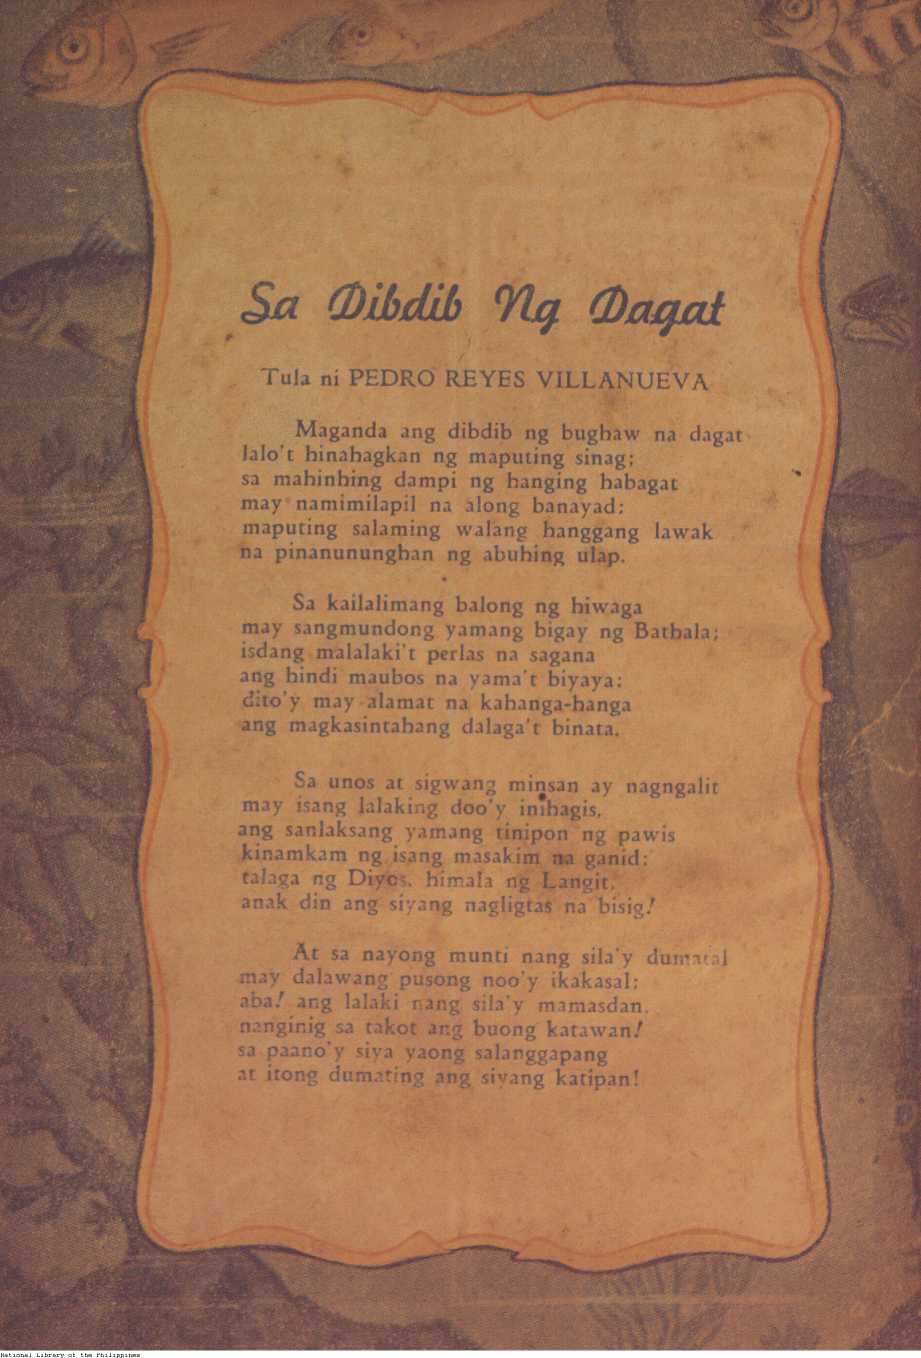 Sa Dibdib Ng Dagat
Tula ni PEDRO REYES VILLANUEVA
Maganda ang dibdib ng bughaw na dagat
lalo't hinahagkan ng maputing sinag;
sa mahinhing dampi ng hanging habagat
may namimilapil na along banayad;
maputing salaming walang hanggang lawak
na pinanununghan ng abuhing ulap.
Sa kailalimang balong ng hiwaga
may sangmundong yamang bigay ng Bathala;
isdang malalaki't perlas na sagana
ang hindi maubos na yama't biyaya;
dito'y may alamat na kahanga-hanga
ang magkasintahang dalaga't binata.
Sa unos at sigwang minsan ay nagngalit
may isang lalaking doo'y inihagis,
ang sanlaksang yamang tinipon ng pawis
kinamkam ng isang masakim na ganid;
talaga ng Diyos, himala ng Langit,
anak din ang siyang nagligtas na bisig!
At sa nayong munti nang sila'y dumatal
may dalawang pusong noo'y ikakasal;
aba! ang lalaki nang sila'y mamasdan,
nanginig sa takot ang buong katawan!
sa paano'y siya yaong salanggapang
at itong dumating ang siyang katipan!
National Library of the Philippines